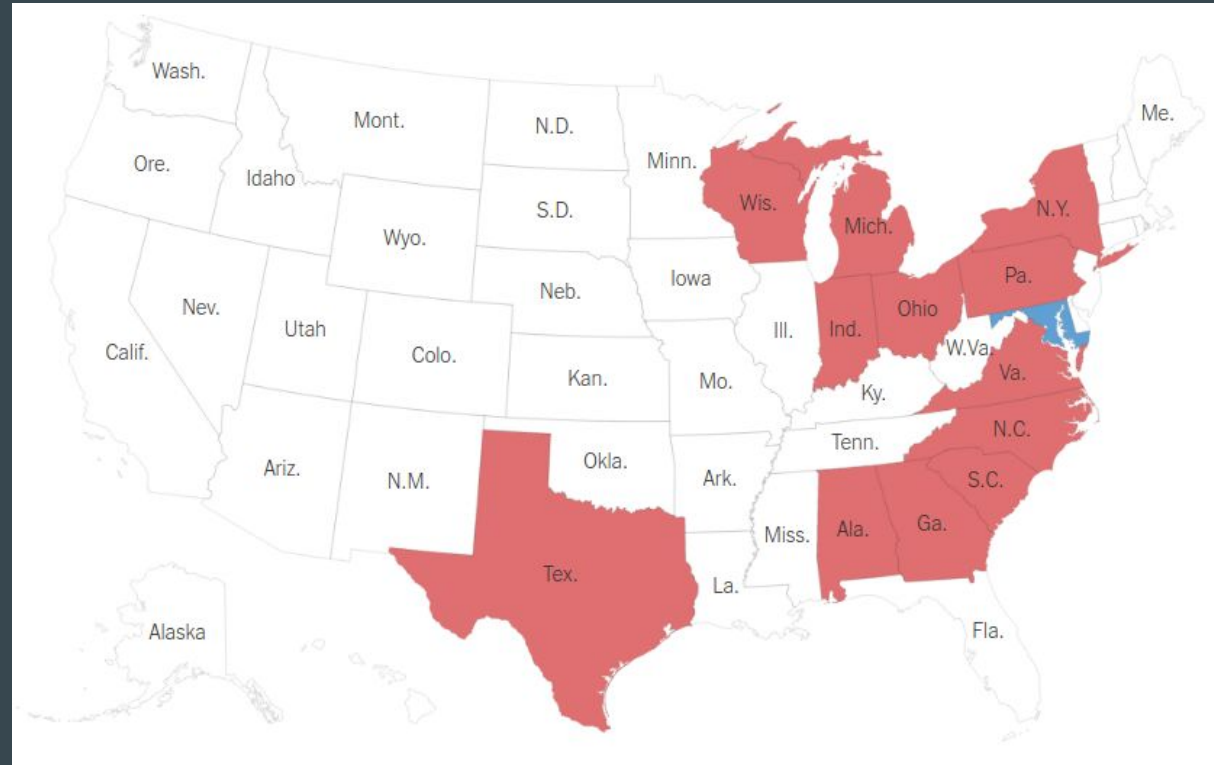 Wash.
Me.
Mont.
N.D.
Minn.
Ore.
Idaho
Wis.
S.D.
N.Y.
Mich.
Wyo.
Pa.
Iowa
Neb.
Nev.
Ohio
Ill.
Ind.
Utah
W.Va.
Calif.
Colo.
Va.
Kan.
Mo.
Ky.
N.C.
Tenn.
Okla.
Ariz.
Ark.
S.C.
N.M.
Ga.
Ala.
Miss.
Tex.
La.
Fla.
Alaska